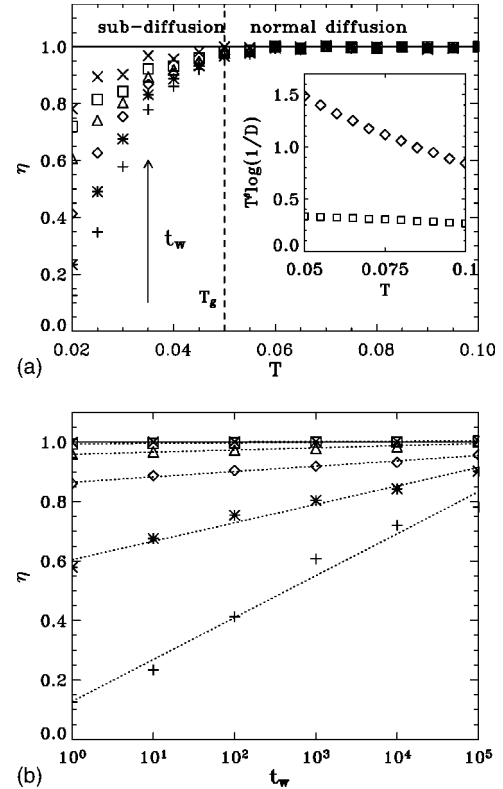 sub-diffusion normal diffusion
1.0
0.8
0.6
0.4
0.2
0.0
η
t_w
T_g
1.5
1.0
0.3
0.0
T^θ log(1/D)
0.05 0.075 0.1
T
0.02 0.04 0.06 0.08 0.10
T
(a)
1.0
0.8
0.6
0.4
0.2
0.0
η
10^0 10^1 10^2 10^3 10^4 10^5
t_w
(b)